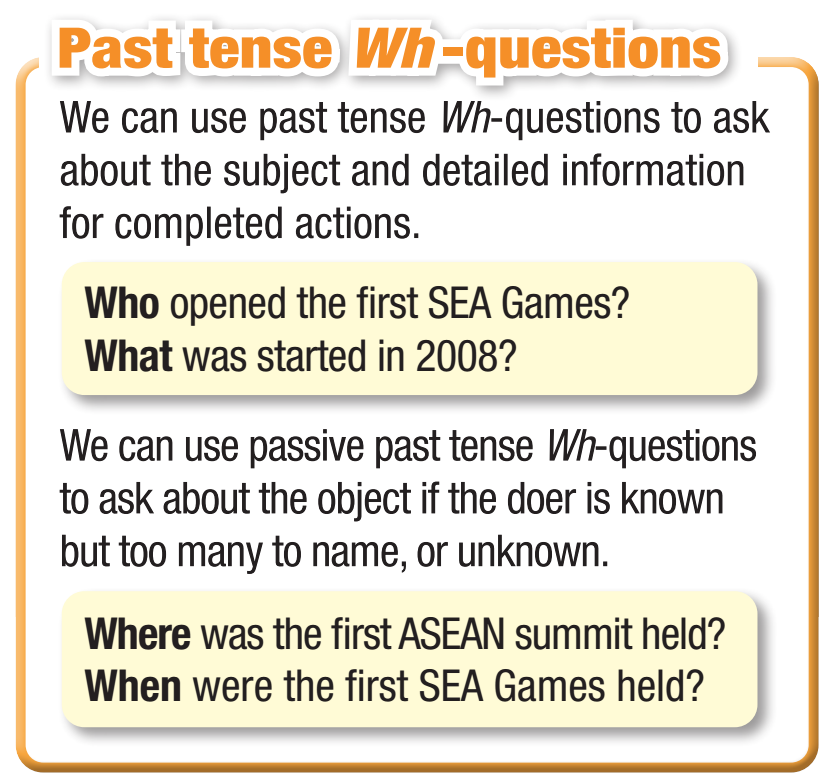 Past tense Wh-questions
We can use past tense Wh-questions to ask
about the subject and detailed information
for completed actions.
Who opened the first SEA Games?
What was started in 2008?
We can use passive past tense Wh-questions
to ask about the object if the doer is known
but too many to name, or unknown.
Where was the first ASEAN summit held?
When were the first SEA Games held?